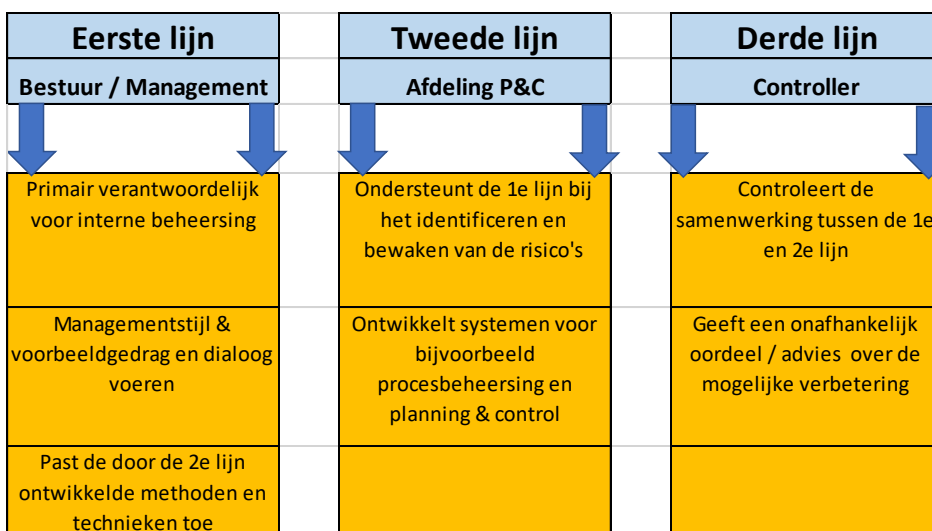 Eerste lijn
Bestuur / Management
Primair verantwoordelijk
voor interne beheersing
Managementstijl &
voorbeeldgedrag en dialoog
voeren
Past de door de 2e lijn
ontwikkelde methoden en
technieken toe
Tweede lijn
Afdeling P&C
Ondersteunt de 1e lijn bij
het identificeren en
bewaken van de risico's
Ontwikkelt systemen voor
bijvoorbeeld
procesbeheersing en
planning & control
Derde lijn
Controller
Controleert de
samenwerking tussen de 1e
en 2e lijn
Geeft een onafhankelijk
oordeel / advies over de
mogelijke verbetering